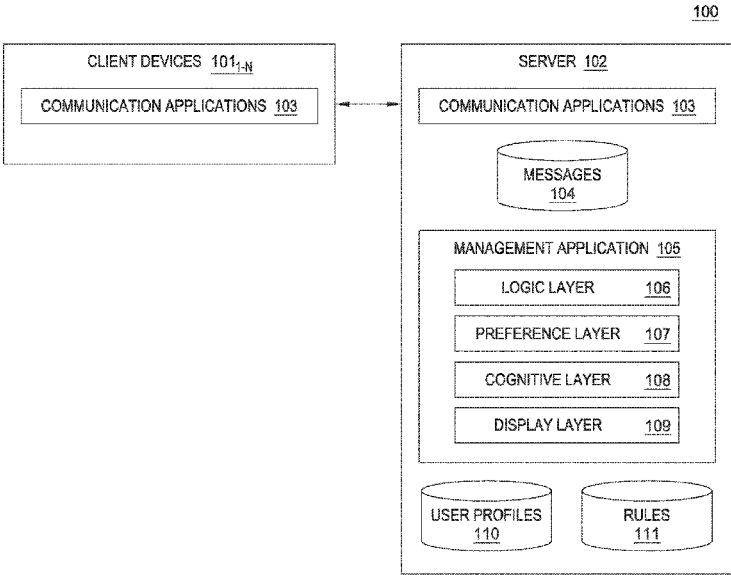 100
CLIENT DEVICES 101₁₋N
COMMUNICATION APPLICATIONS 103
SERVER 102
COMMUNICATION APPLICATIONS 103
MESSAGES
104
MANAGEMENT APPLICATION 105
LOGIC LAYER 106
PREFERENCE LAYER 107
COGNITIVE LAYER 108
DISPLAY LAYER 109
USER PROFILES
110
RULES
111